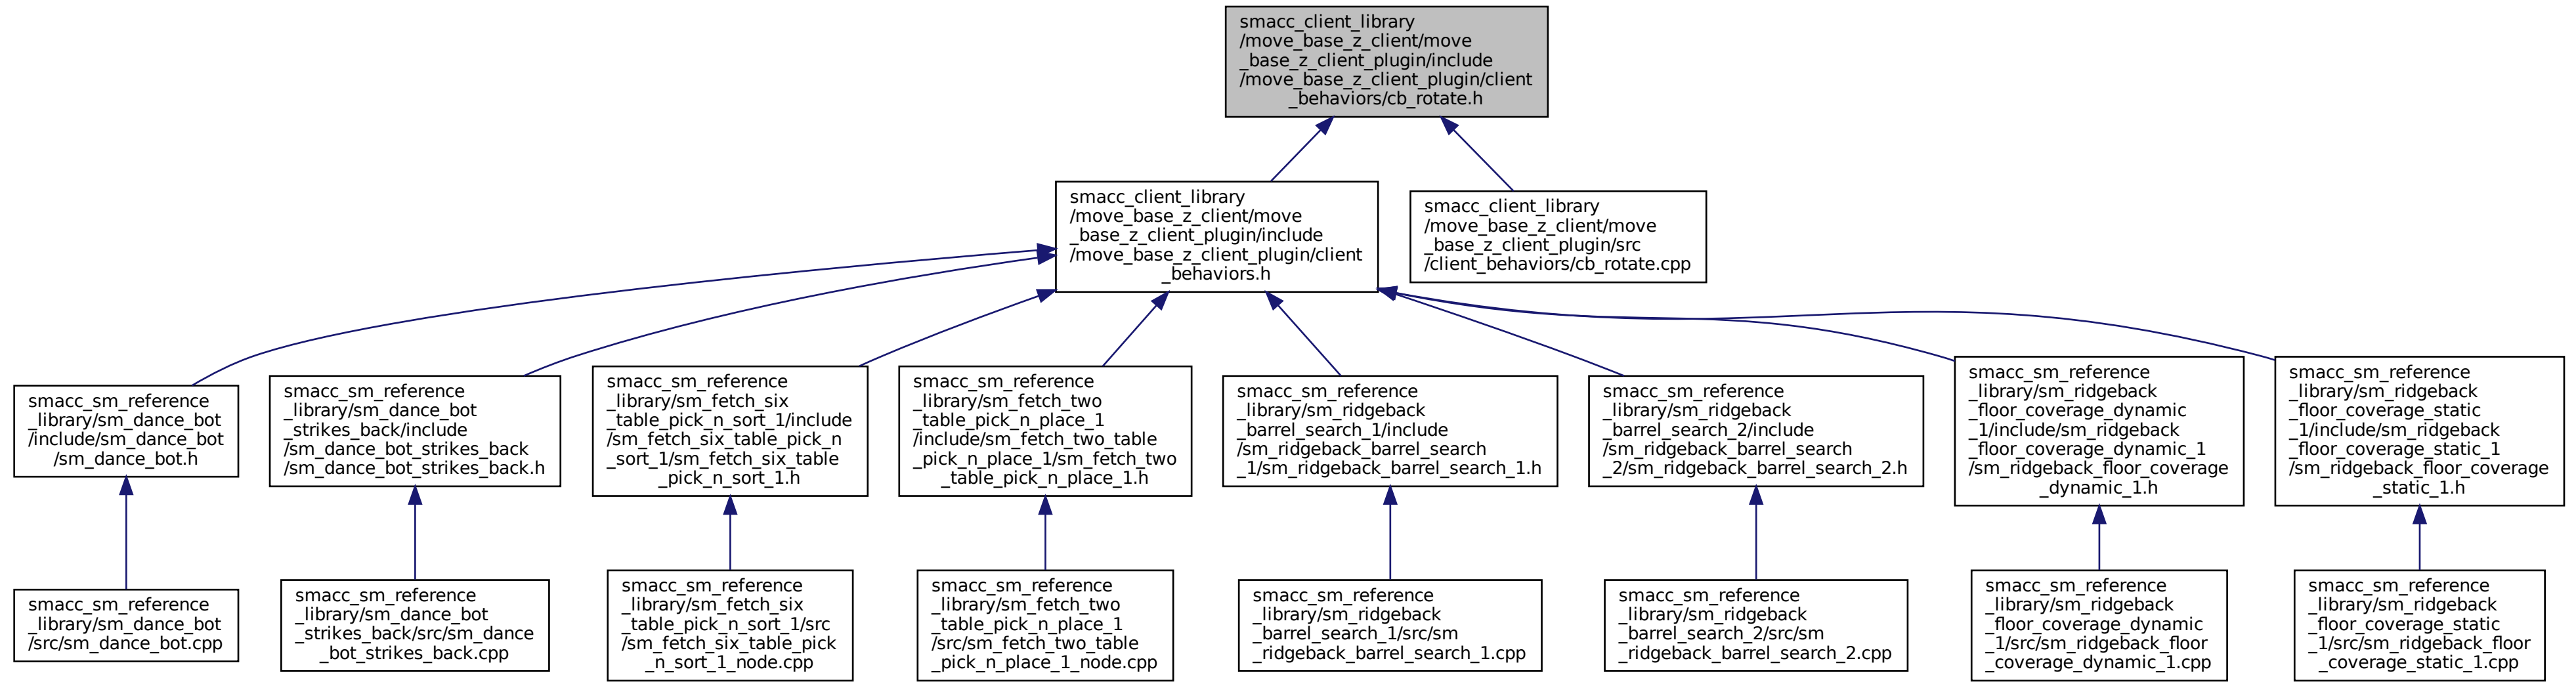 smacc_client_library
/move_base_z_client/move
_base_z_client_plugin/include
/move_base_z_client_plugin/client
_behaviors/cb_rotate.h
smacc_client_library
/move_base_z_client/move
_base_z_client_plugin/include
/move_base_z_client_plugin/client
_behaviors.h
smacc_client_library
/move_base_z_client/move
_base_z_client_plugin/src
/client_behaviors/cb_rotate.cpp
smacc_sm_reference
_library/sm_dance_bot
/include/sm_dance_bot
/sm_dance_bot.h
smacc_sm_reference
_library/sm_dance_bot
_strikes_back/include
/sm_dance_bot_strikes_back
/sm_dance_bot_strikes_back.h
smacc_sm_reference
_library/sm_fetch_six
_table_pick_n_sort_1/include
/sm_fetch_six_table_pick_n
_sort_1/sm_fetch_six_table
_pick_n_sort_1.h
smacc_sm_reference
_library/sm_fetch_two
_table_pick_n_place_1
/include/sm_fetch_two_table
_pick_n_place_1/sm_fetch_two
_table_pick_n_place_1.h
smacc_sm_reference
_library/sm_ridgeback
_barrel_search_1/include
/sm_ridgeback_barrel_search
_1/sm_ridgeback_barrel_search_1.h
smacc_sm_reference
_library/sm_ridgeback
_barrel_search_2/include
/sm_ridgeback_barrel_search
_2/sm_ridgeback_barrel_search_2.h
smacc_sm_reference
_library/sm_ridgeback
_floor_coverage_dynamic
_1/include/sm_ridgeback
_floor_coverage_dynamic_1
/sm_ridgeback_floor_coverage
_dynamic_1.h
smacc_sm_reference
_library/sm_ridgeback
_floor_coverage_static
_1/include/sm_ridgeback
_floor_coverage_static_1
/sm_ridgeback_floor_coverage
_static_1.h
smacc_sm_reference
_library/sm_dance_bot
/src/sm_dance_bot.cpp
smacc_sm_reference
_library/sm_dance_bot
_strikes_back/src/sm_dance
_bot_strikes_back.cpp
smacc_sm_reference
_library/sm_fetch_six
_table_pick_n_sort_1/src
/sm_fetch_six_table_pick
_n_sort_1_node.cpp
smacc_sm_reference
_library/sm_fetch_two
_table_pick_n_place_1
/src/sm_fetch_two_table
_pick_n_place_1_node.cpp
smacc_sm_reference
_library/sm_ridgeback
_barrel_search_1/src/sm
_ridgeback_barrel_search_1.cpp
smacc_sm_reference
_library/sm_ridgeback
_barrel_search_2/src/sm
_ridgeback_barrel_search_2.cpp
smacc_sm_reference
_library/sm_ridgeback
_floor_coverage_dynamic
_1/src/sm_ridgeback_floor
_coverage_dynamic_1.cpp
smacc_sm_reference
_library/sm_ridgeback
_floor_coverage_static
_1/src/sm_ridgeback_floor
_coverage_static_1.cpp